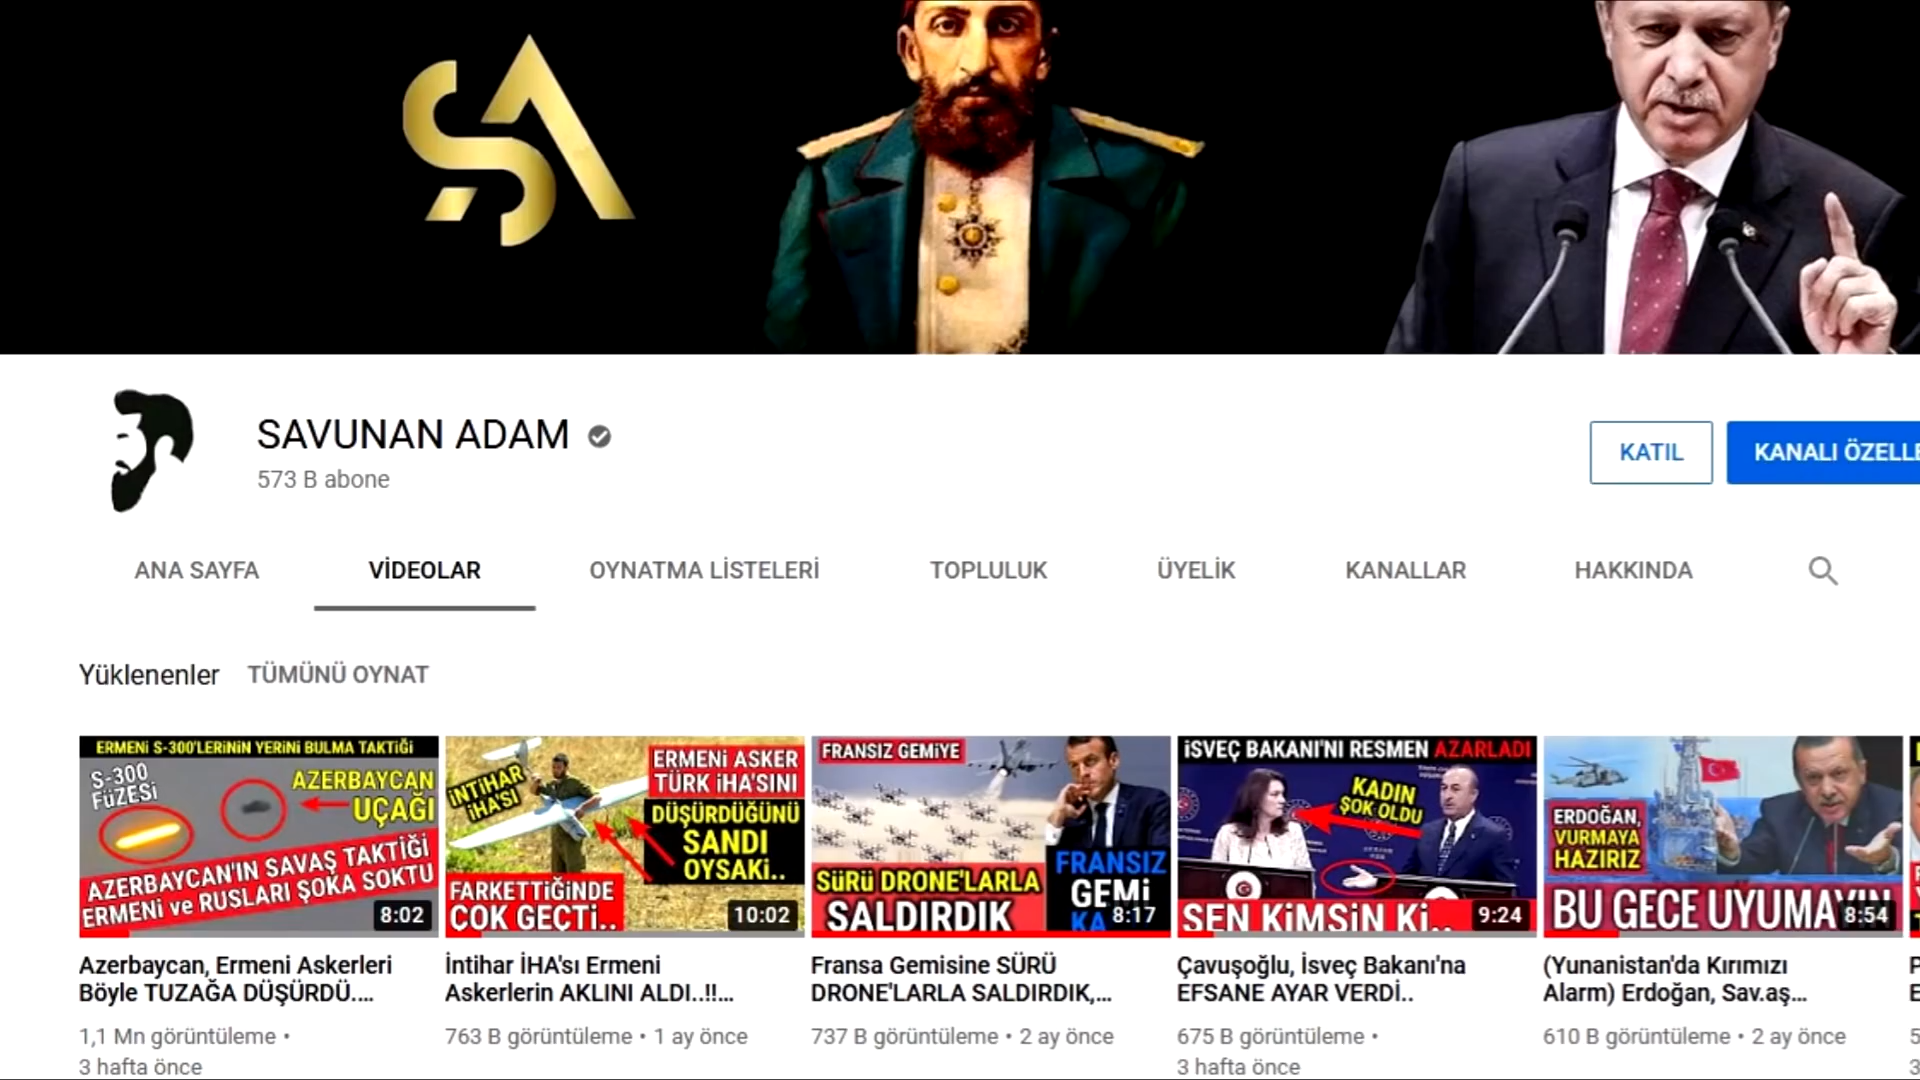 SA
SAVUNAN ADAM
573 B abone
KATIL
KANALI ÖZELLE
ANA SAYFA
VİDEOLAR
OYNATMA LİSTELERİ
TOPLULUK
ÜYELİK
KANALLAR
HAKKINDA
Yüklenenler TÜMÜNÜ OYNAT
ERMENİ S-300'LERİNİN YERİNİ BULMA TAKTİĞİ
S-300
FüZESi
AZERBAYCAN
UÇAĞI
AZERBAYCAN'IN SAVAŞ TAKTİĞİ
ERMENİ ve RUSLARI ŞOKA SOKTU
8:02
Azerbaycan, Ermeni Askerleri
Böyle TUZAĞA DÜŞÜRDÜ....
1,1 Mn görüntüleme •
3 hafta önce
İNTİHAR
İHA'SI
ERMENİ ASKER
TÜRK İHA'SINI
DÜŞÜRDÜĞÜNÜ
SANDI
OYSAKİ..
FARKETTİĞİNDE
ÇOK GEÇTİ..
10:02
İntihar İHA'sı Ermeni
Askerlerin AKLINI ALDI..!!...
763 B görüntüleme • 1 ay önce
FRANSIZ GEMİYE
SüRü DRONE'LARLA
SALDIRDIK
FRANSIZ
GEMİ
KA
8:17
Fransa Gemisine SÜRÜ
DRONE'LARLA SALDIRDIK,...
737 B görüntüleme • 2 ay önce
İSVEÇ BAKANI'NI RESMEN AZARLADI
KADIN
ŞOK OLDU
SEN KiMSiN Ki..
9:24
Çavuşoğlu, İsveç Bakanı'na
EFSANE AYAR VERDİ..
675 B görüntüleme •
3 hafta önce
ERDOĞAN,
VURMAYA
HAZIRIZ
BU GECE UYUMAYIN
8:54
(Yunanistan'da Kırımızı
Alarm) Erdoğan, Sav.aş...
610 B görüntüleme • 2 ay önce
P
E
5
3